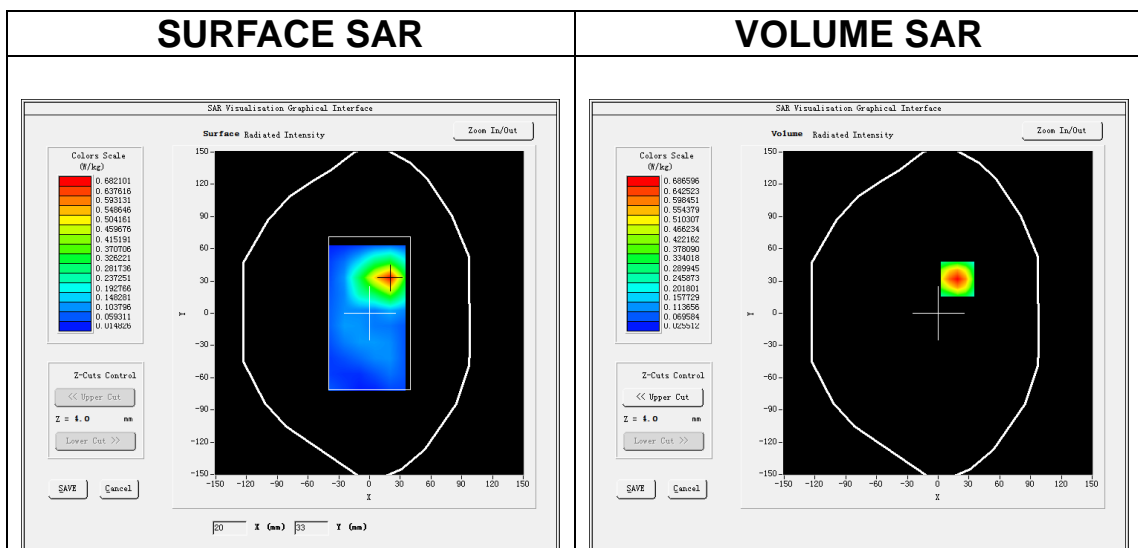 SURFACE SAR
VOLUME SAR
SAR Visualisation Graphical Interface
Surface Radiated Intensity
Zoom In/Out
Colors Scale
(W/kg)
0.682101
0.637616
0.593131
0.548646
0.504161
0.459676
0.415191
0.370706
0.326221
0.281736
0.237251
0.192766
0.148281
0.103796
0.059311
0.014826
150
120
90
60
30
0
-30
-60
-90
-120
-150
Y
-150 -120 -90 -60 -30 0 30 60 90 120 150
X
Z-Cuts Control
<< Upper Cut
Z = 4.0 mm
Lower Cut >>
SAVE Cancel
20 X (mm) 33 Y (mm)
SAR Visualisation Graphical Interface
Volume Radiated Intensity
Zoom In/Out
Colors Scale
(W/kg)
0.686596
0.642523
0.598451
0.554379
0.510307
0.466234
0.422162
0.378090
0.334018
0.289945
0.245873
0.201801
0.157729
0.113656
0.069584
0.025512
150
120
90
60
30
0
-30
-60
-90
-120
-150
Y
-150 -120 -90 -60 -30 0 30 60 90 120 150
X
Z-Cuts Control
<< Upper Cut
Z = 4.0 mm
Lower Cut >>
SAVE Cancel